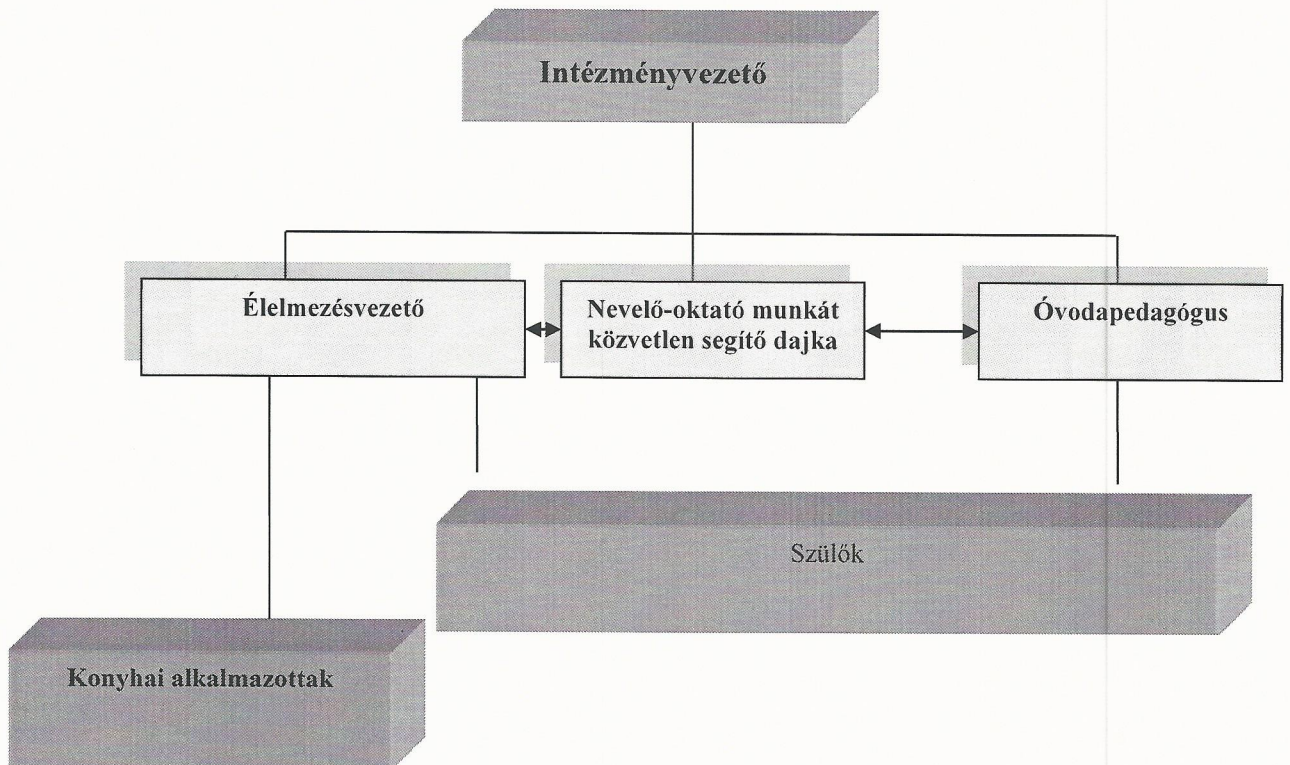 Intézményvezető
Élelmezésvezető
Nevelő-oktató munkát
közvetlen segítő dajka
Óvodapedagógus
Szülők
Konyhai alkalmazottak